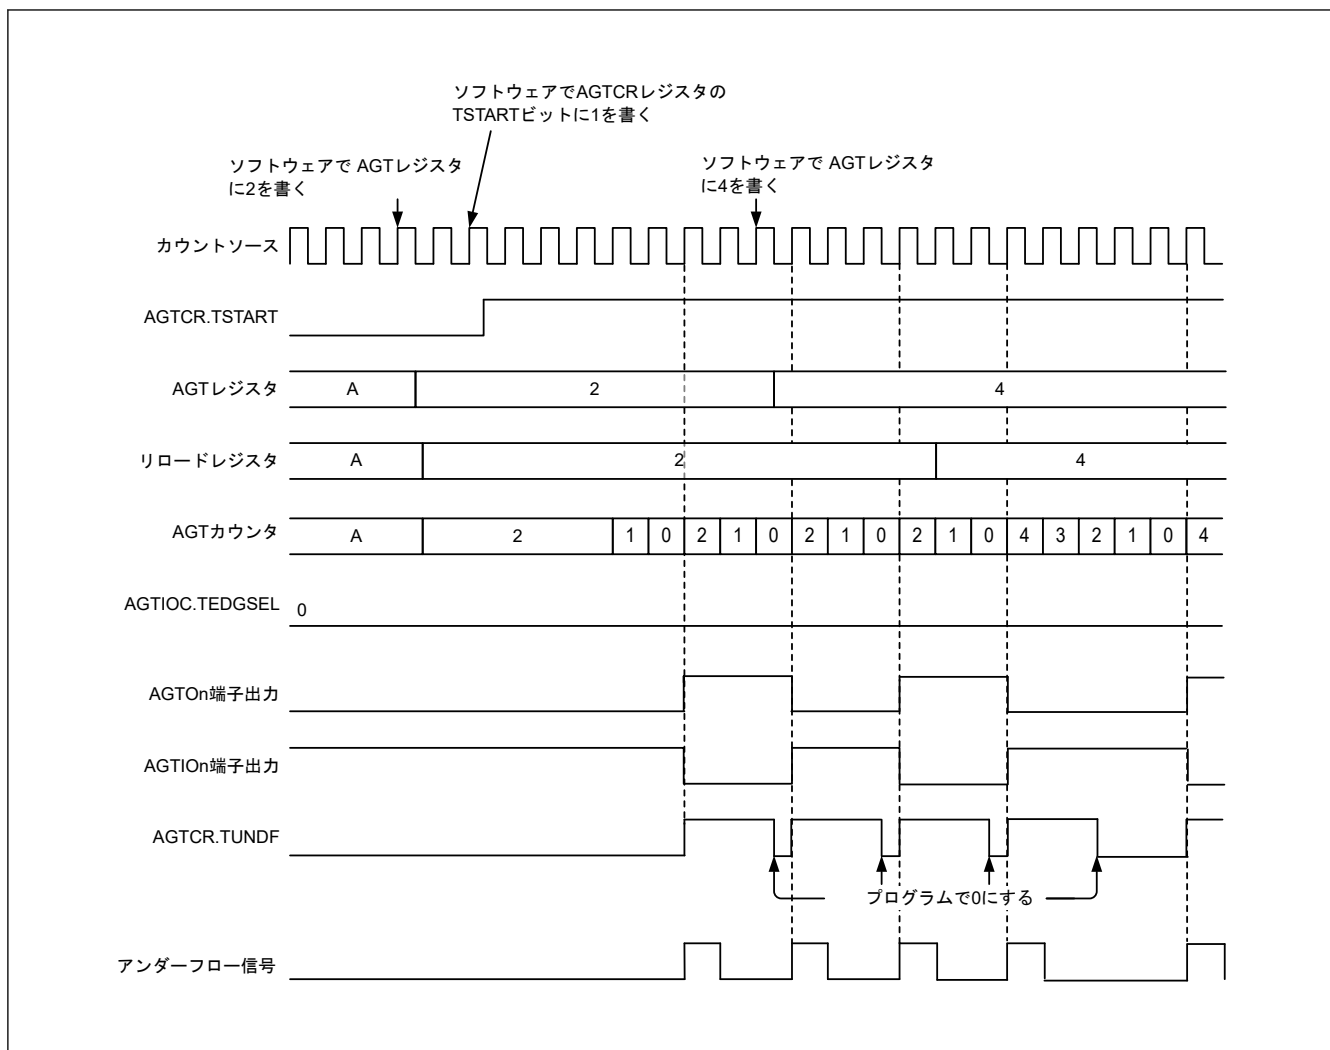 ソフトウェアでAGTCRレジスタの
TSTARTビットに1を書く
ソフトウェアで AGTレジスタ
に2を書く
ソフトウェアで AGTレジスタ
に4を書く
カウントソース
AGTCR.TSTART
AGTレジスタ A 2 4
リロードレジスタ A 2 4
AGTカウンタ A 2 1 0 2 1 0 2 1 0 2 1 0 4 3 2 1 0 4
AGTIOC.TEDGSEL 0
AGTOn端子出力
AGTIOn端子出力
AGTCR.TUNDF
プログラムで0にする
アンダーフロー信号